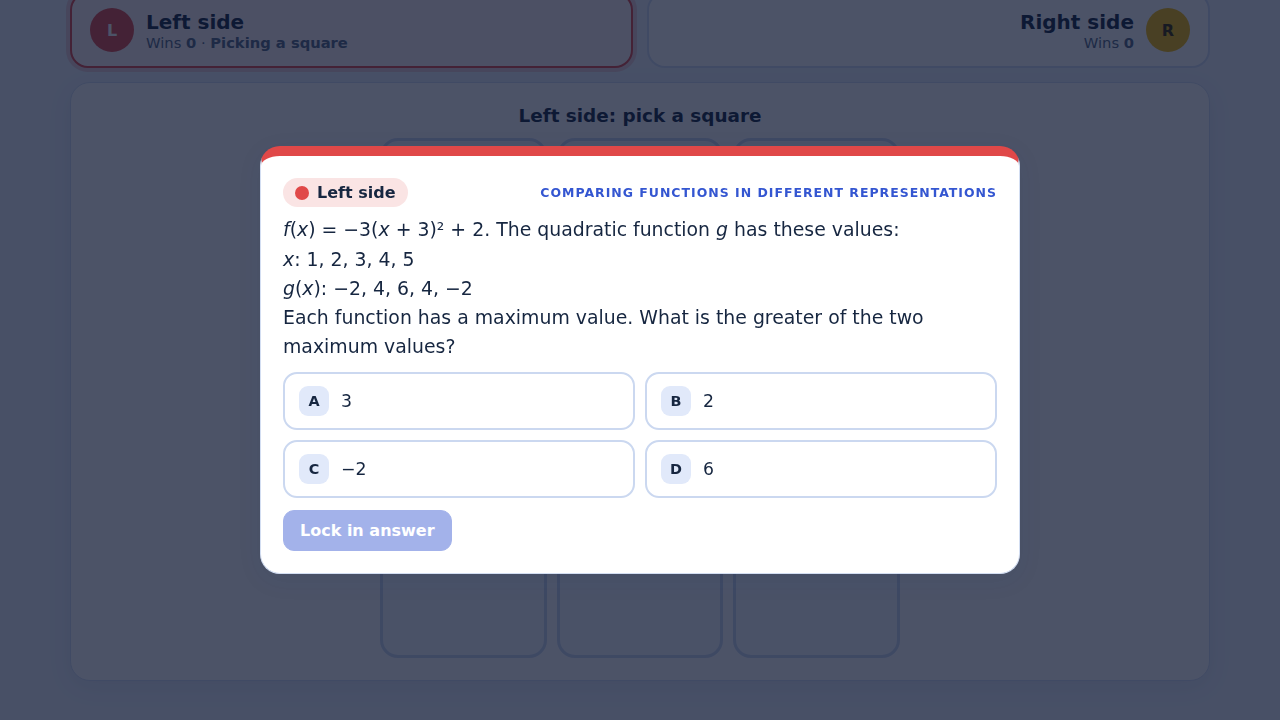 L
Left side
Wins 0 · Picking a square
Right side
Wins 0
R
Left side: pick a square
Left side
COMPARING FUNCTIONS IN DIFFERENT REPRESENTATIONS
f(x) = −3(x + 3)² + 2. The quadratic function g has these values:
x: 1, 2, 3, 4, 5
g(x): −2, 4, 6, 4, −2
Each function has a maximum value. What is the greater of the two
maximum values?
A 3
B 2
C −2
D 6
Lock in answer